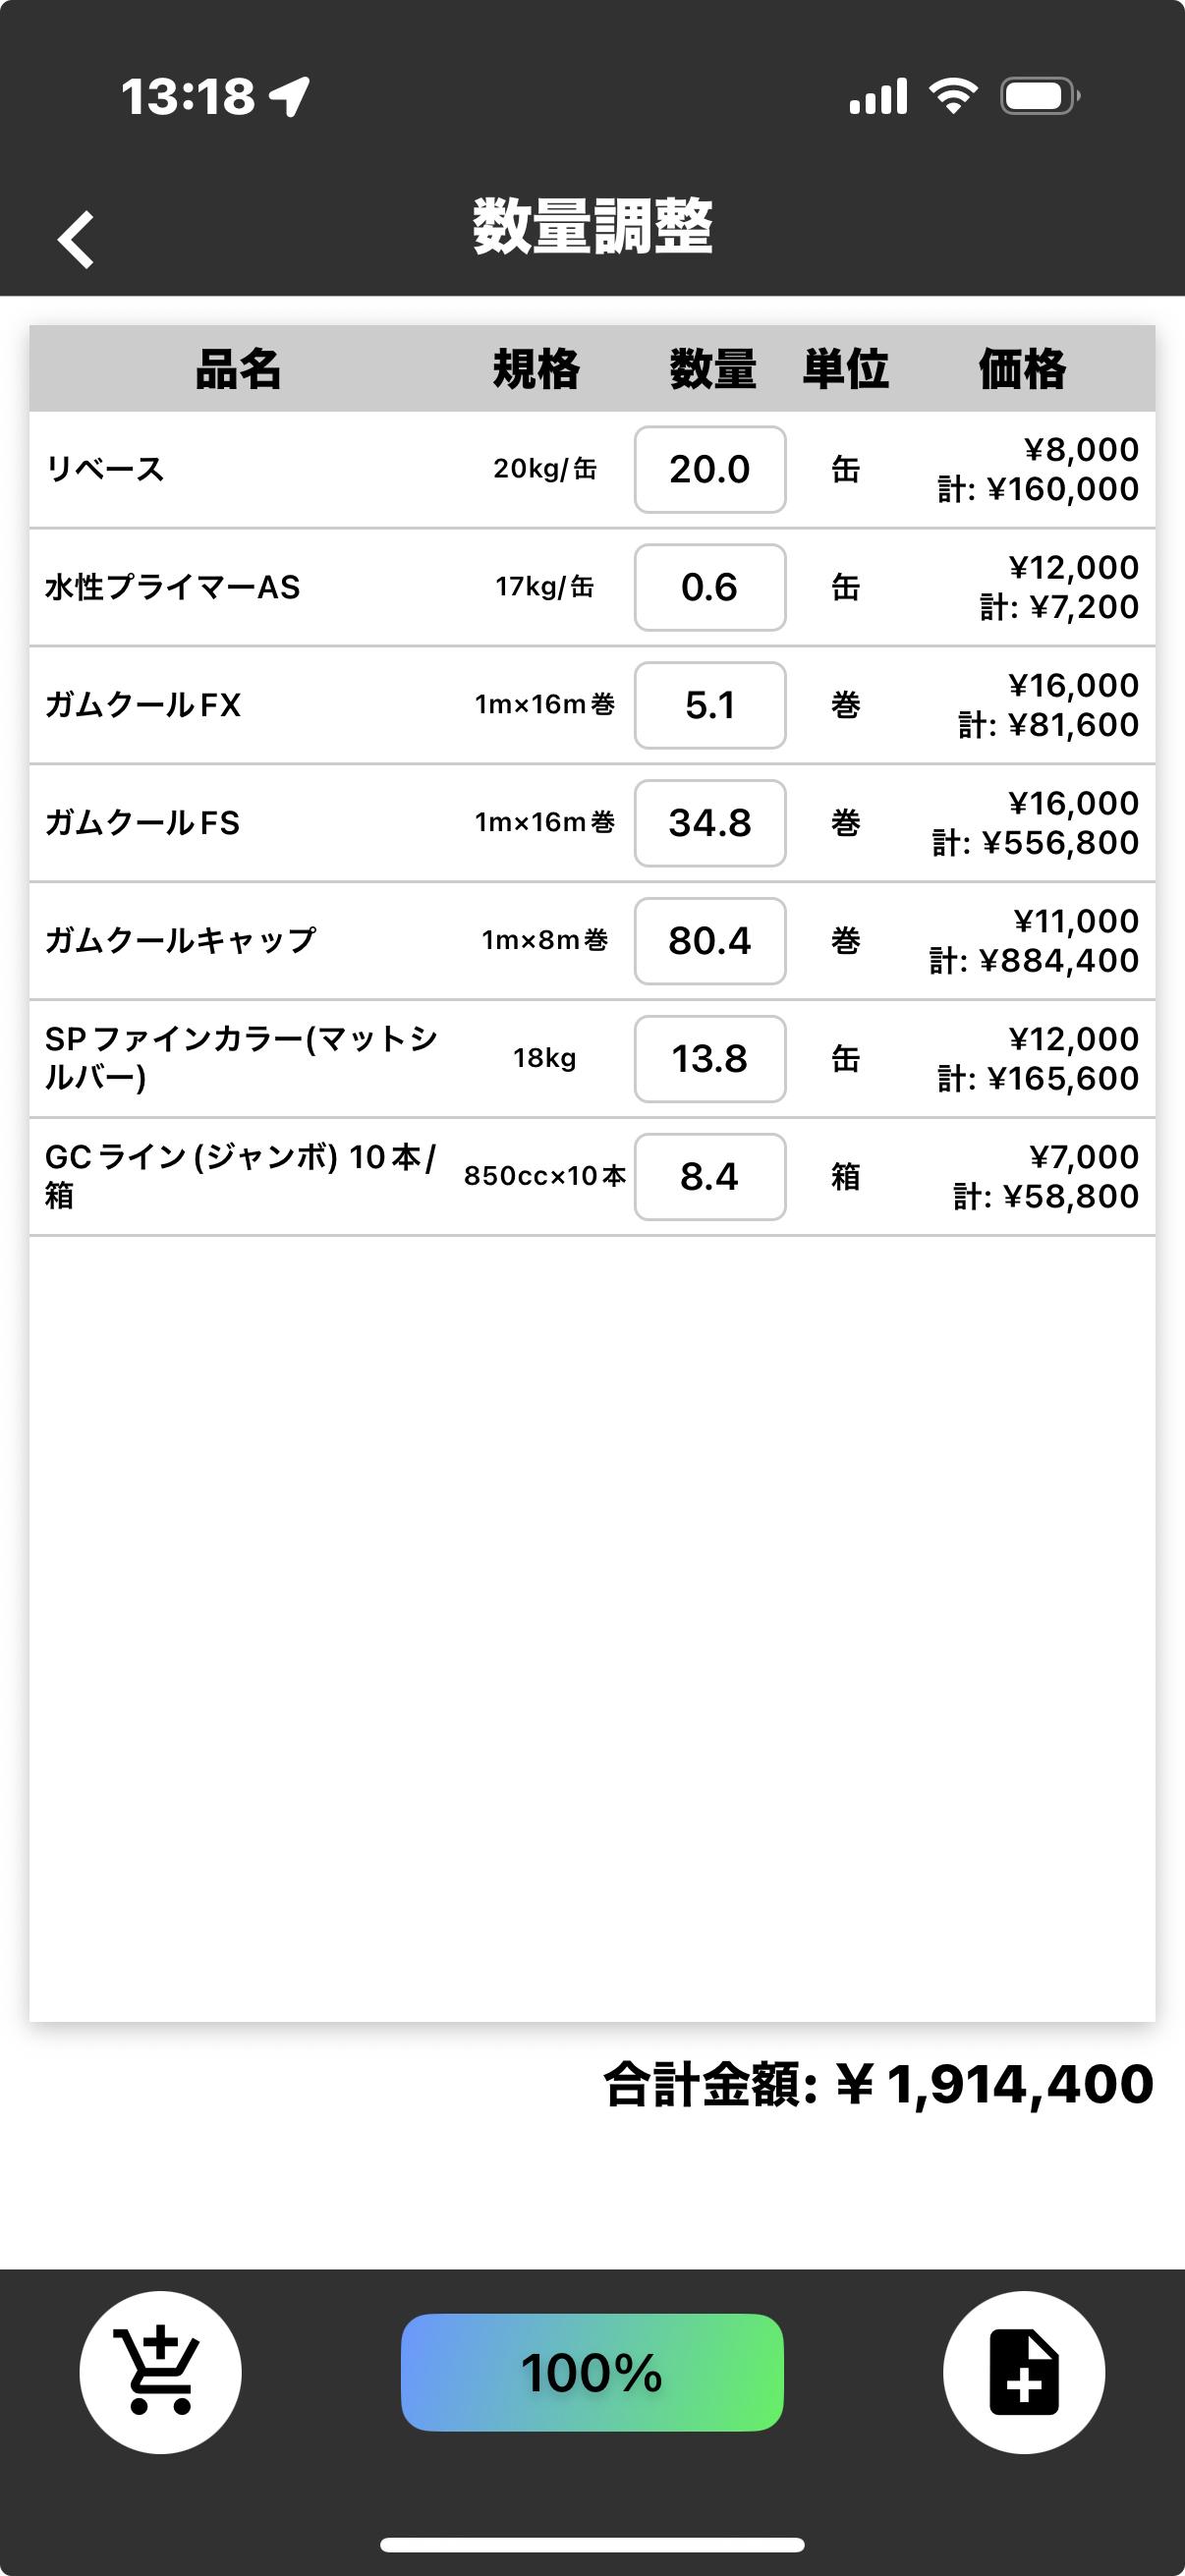 13:18
数量調整
品名 規格 数量 単位 価格
リベース 20kg/缶 20.0 缶 ¥8,000
計: ¥160,000
水性プライマーAS 17kg/缶 0.6 缶 ¥12,000
計: ¥7,200
ガムクールFX 1m×16m巻 5.1 巻 ¥16,000
計: ¥81,600
ガムクールFS 1m×16m巻 34.8 巻 ¥16,000
計: ¥556,800
ガムクールキャップ 1m×8m巻 80.4 巻 ¥11,000
計: ¥884,400
SPファインカラー(マットシ
ルバー) 18kg 13.8 缶 ¥12,000
計: ¥165,600
GCライン(ジャンボ) 10本/
箱 850cc×10本 8.4 箱 ¥7,000
計: ¥58,800
合計金額: ¥ 1,914,400
100%